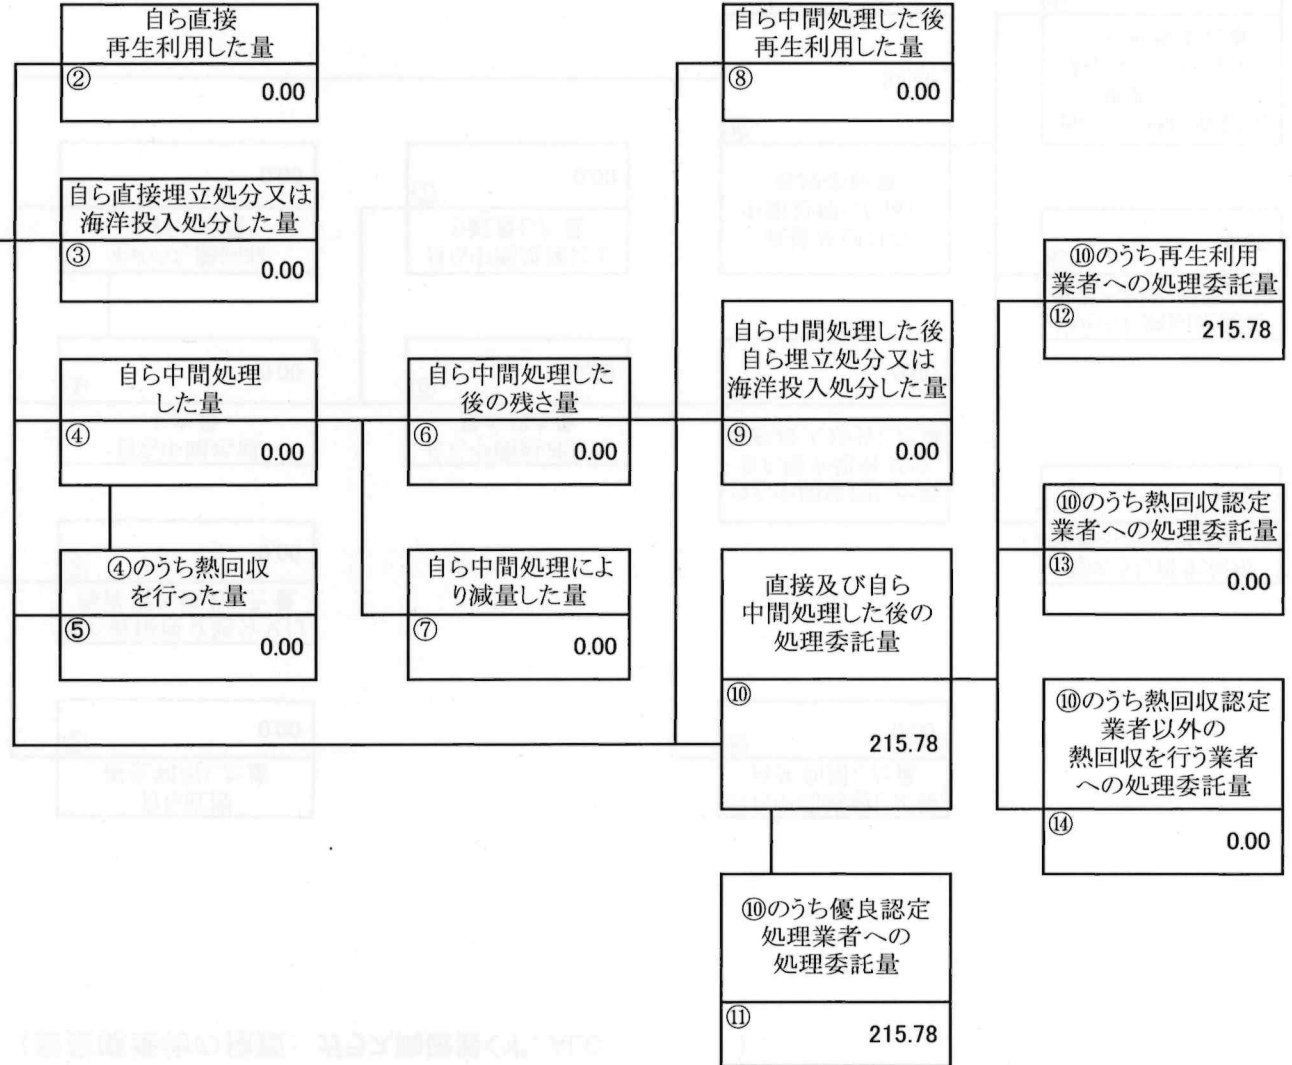 自ら直接
再生利用した量
②
0.00
自ら直接埋立処分又は
海洋投入処分した量
③
0.00
自ら中間処理
した量
④
0.00
④のうち熱回収
を行った量
⑤
0.00
自ら中間処理した
後の残さ量
⑥
0.00
自ら中間処理によ
り減量した量
⑦
0.00
自ら中間処理した後
再生利用した量
⑧
0.00
自ら中間処理した後
自ら埋立処分又は
海洋投入処分した量
⑨
0.00
直接及び自ら
中間処理した後の
処理委託量
⑩
215.78
⑩のうち優良認定
処理業者への
処理委託量
⑪
215.78
⑩のうち再生利用
業者への処理委託量
⑫
215.78
⑩のうち熱回収認定
業者への処理委託量
⑬
0.00
⑩のうち熱回収認定
業者以外の
熱回収を行う業者
への処理委託量
⑭
0.00